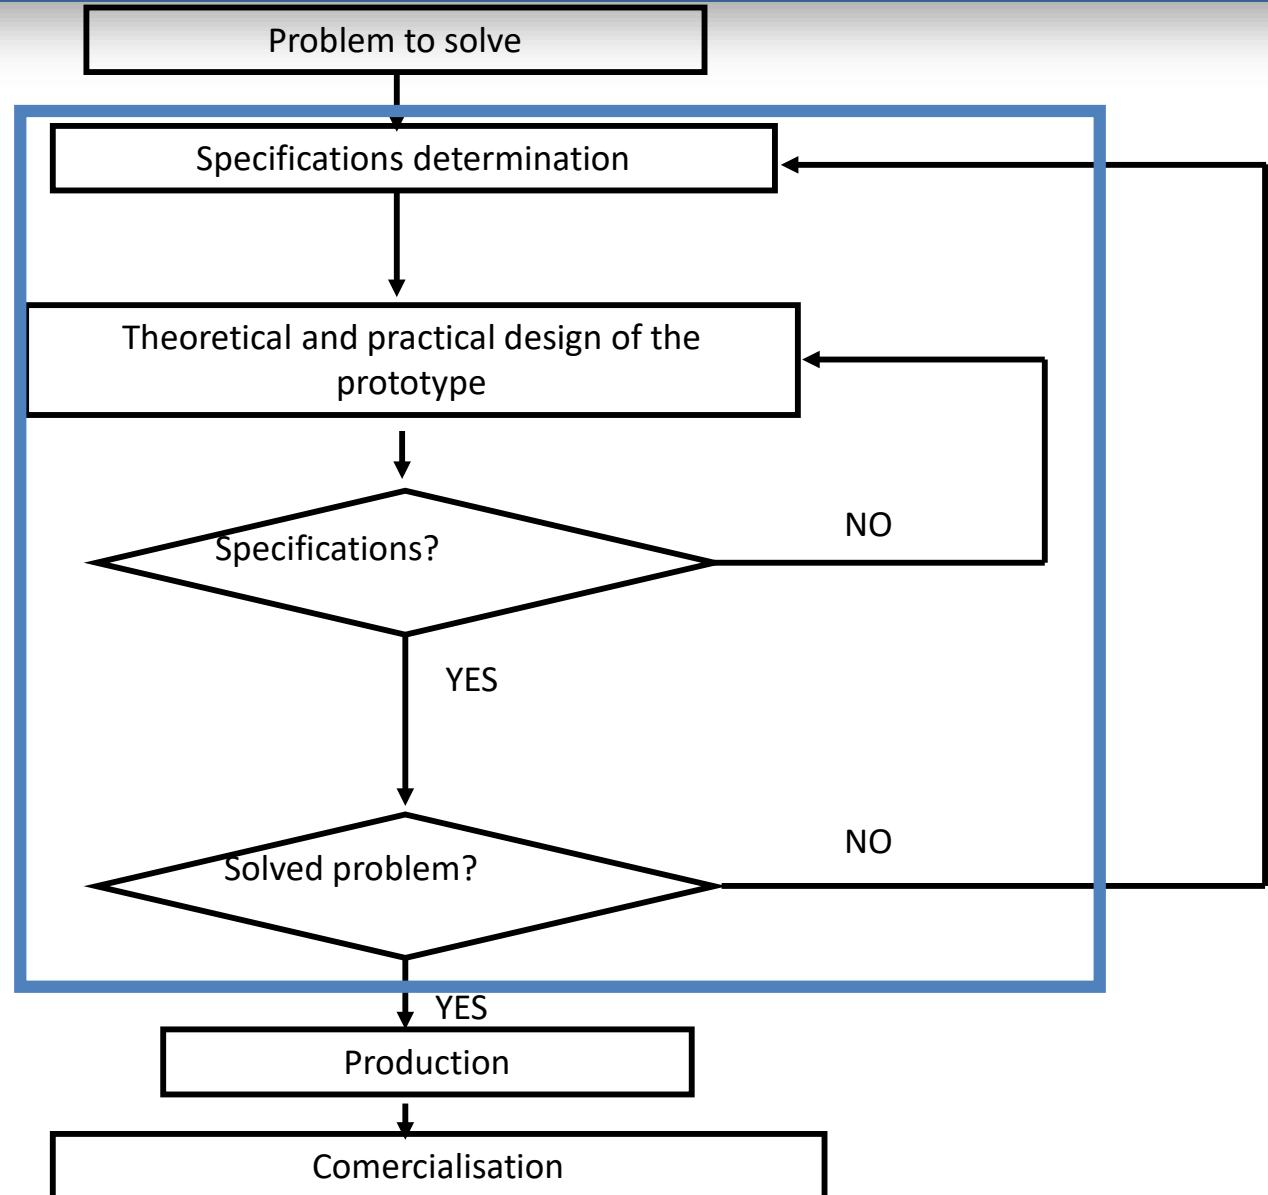 Problem to solve
Specifications determination
Theoretical and practical design of the
prototype
Specifications?
NO
YES
Solved problem?
NO
YES
Production
Comercialisation